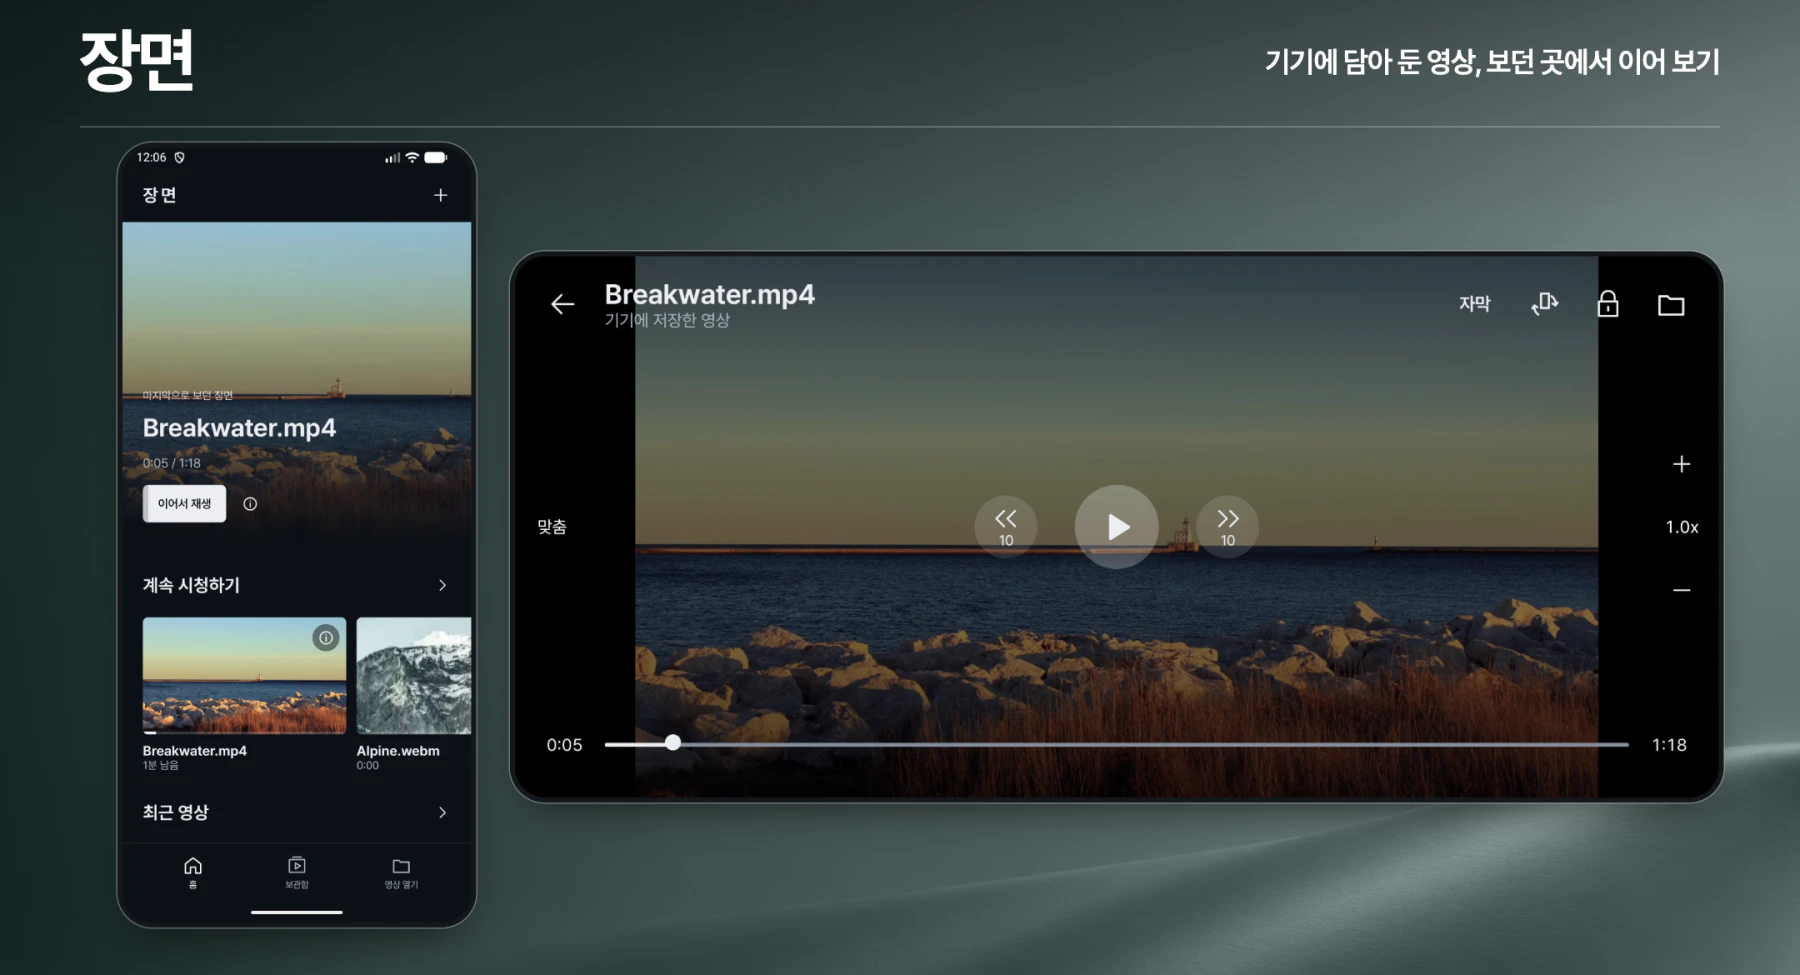 장면
기기에 담아 둔 영상, 보던 곳에서 이어 보기
12:06
장면
마지막으로 보던 장면
Breakwater.mp4
0:05 / 1:18
이어서 재생
계속 시청하기
Breakwater.mp4
1분 남음
Alpine.webm
0:00
최근 영상
홈
보관함
영상 열기
Breakwater.mp4
기기에 저장한 영상
자막
맞춤
10
10
1.0x
0:05
1:18